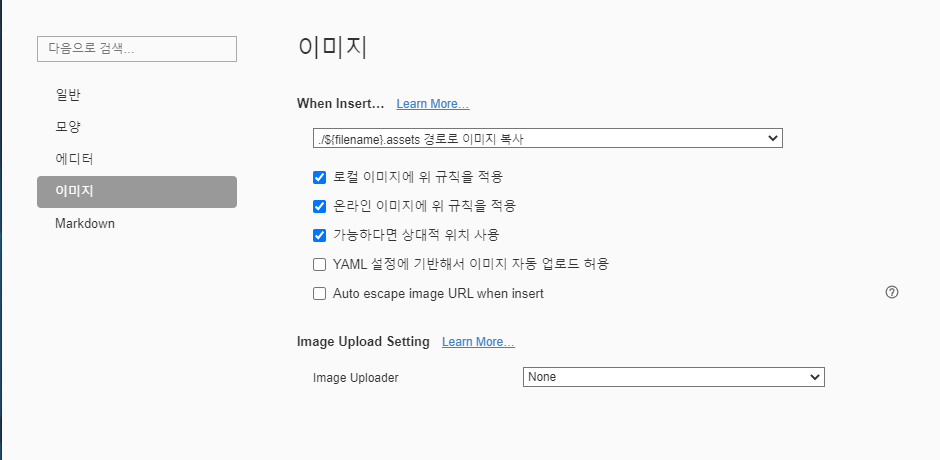 다음으로 검색...
일반
모양
에디터
이미지
Markdown
이미지
When Insert... Learn More...
./${filename}.assets 경로로 이미지 복사
로컬 이미지에 위 규칙을 적용
온라인 이미지에 위 규칙을 적용
가능하다면 상대적 위치 사용
YAML 설정에 기반해서 이미지 자동 업로드 허용
Auto escape image URL when insert
Image Upload Setting Learn More...
Image Uploader None